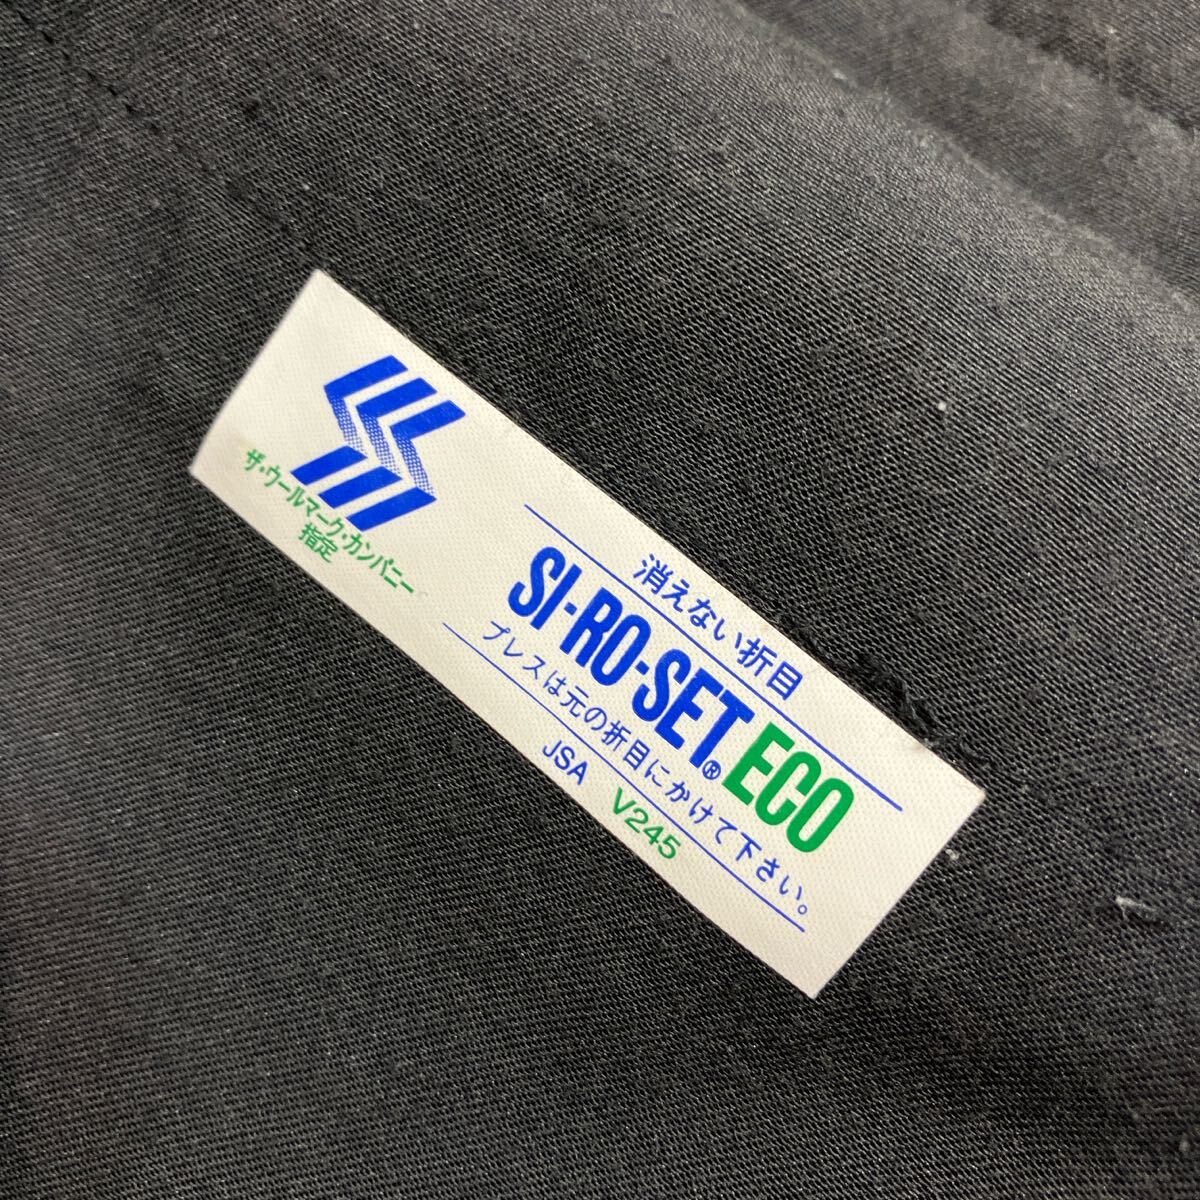 ザ・ウールマーク・カンパニー
指定
消えない折目
SI-RO-SET® ECO
プレスは元の折目にかけて下さい。
JSA V245